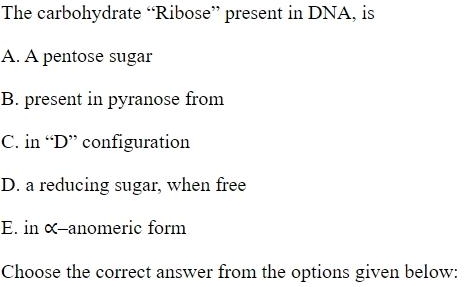 The carbohydrate “Ribose” present in DNA, is
A. A pentose sugar
B. present in pyranose from
C. in “D” configuration
D. a reducing sugar, when free
E. in ∝–anomeric form
Choose the correct answer from the options given below: